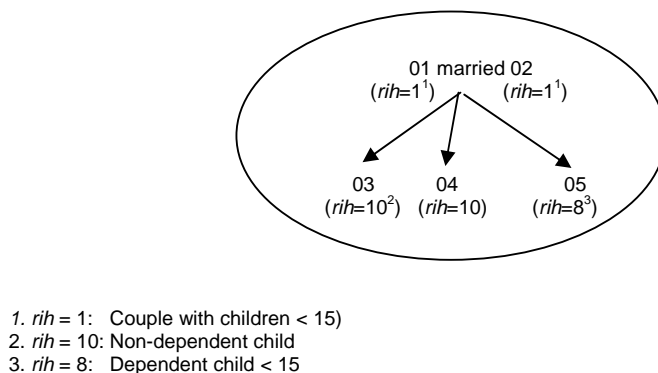 01 married 02
(rih=1¹) (rih=1¹)
03 04 05
(rih=10²) (rih=10) (rih=8³)
1. rih = 1: Couple with children < 15)
2. rih = 10: Non-dependent child
3. rih = 8: Dependent child < 15